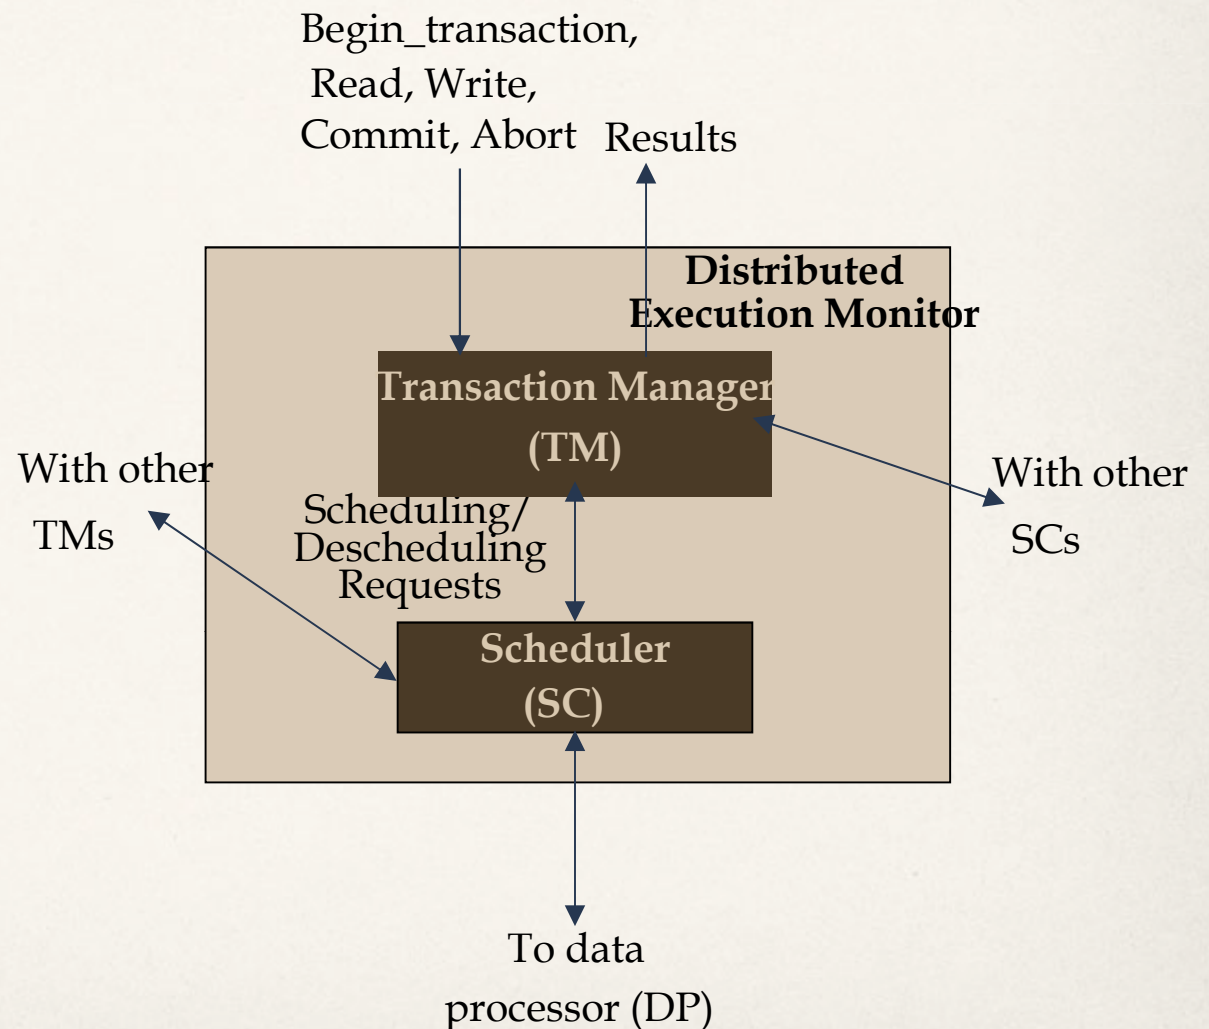 Begin_transaction,
Read, Write,
Commit, Abort
Results
Distributed
Execution Monitor
Transaction Manager
(TM)
With other
TMs
With other
SCs
Scheduling/
Descheduling
Requests
Scheduler
(SC)
To data
processor (DP)